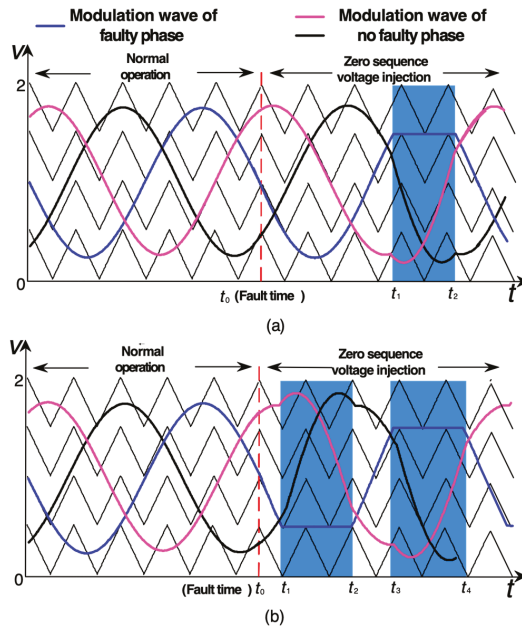 (a)
Modulation wave of
faulty phase
Modulation wave of
no faulty phase
V
Normal
operation
Zero sequence
voltage injection
2
0
t0 (Fault time )
t1
t2
t
(a)
V
Normal
operation
Zero sequence
voltage injection
2
0
(Fault time ) t0
t1
t2
t3
t4
t
(b)